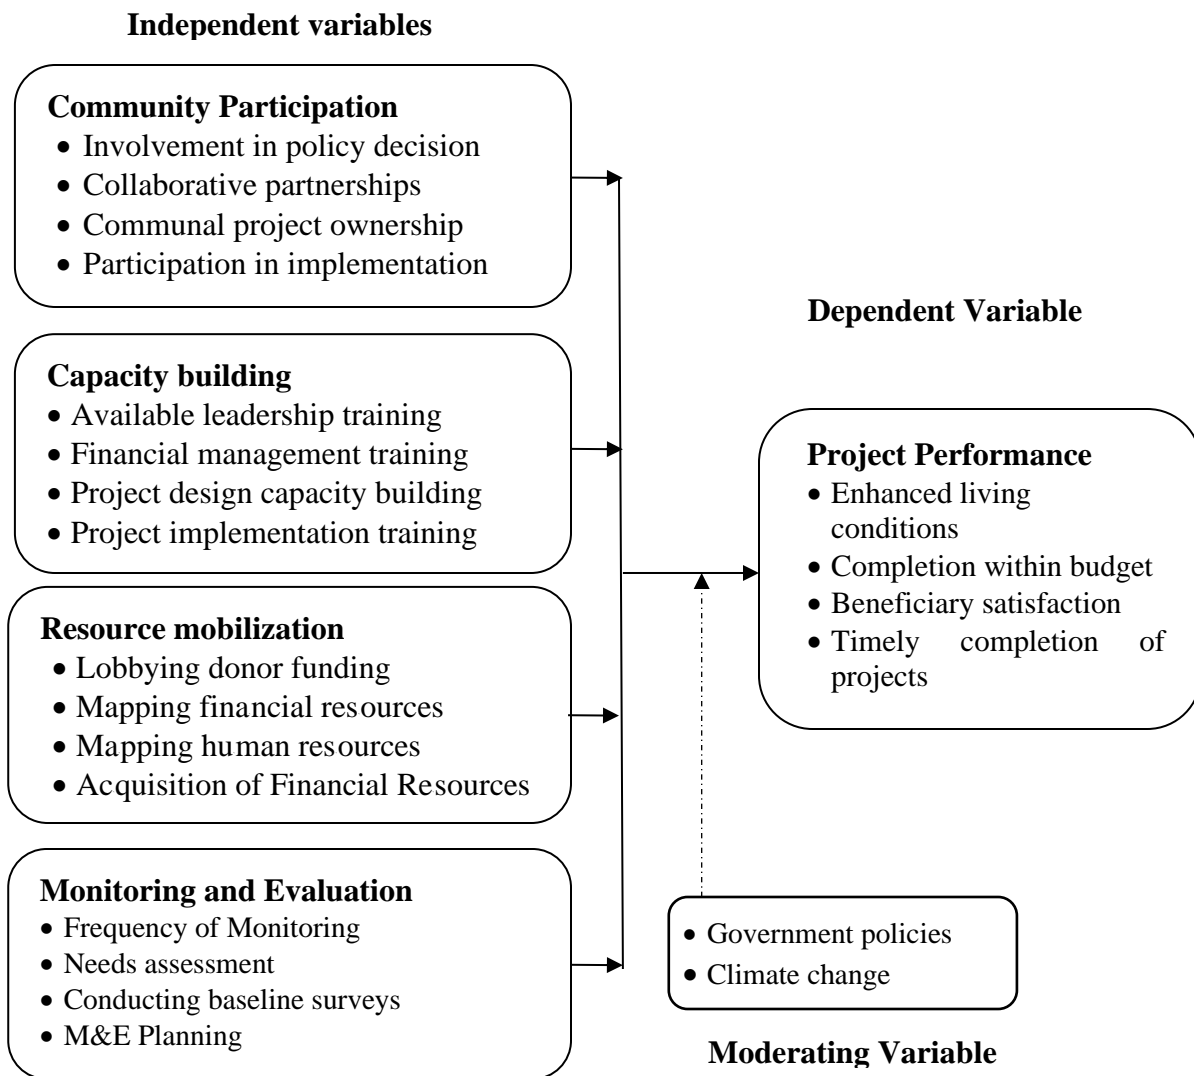 Independent variables
Community Participation
• Involvement in policy decision
• Collaborative partnerships
• Communal project ownership
• Participation in implementation
Capacity building
• Available leadership training
• Financial management training
• Project design capacity building
• Project implementation training
Resource mobilization
• Lobbying donor funding
• Mapping financial resources
• Mapping human resources
• Acquisition of Financial Resources
Monitoring and Evaluation
• Frequency of Monitoring
• Needs assessment
• Conducting baseline surveys
• M&E Planning
Dependent Variable
Project Performance
• Enhanced living
conditions
• Completion within budget
• Beneficiary satisfaction
• Timely completion of
projects
• Government policies
• Climate change
Moderating Variable